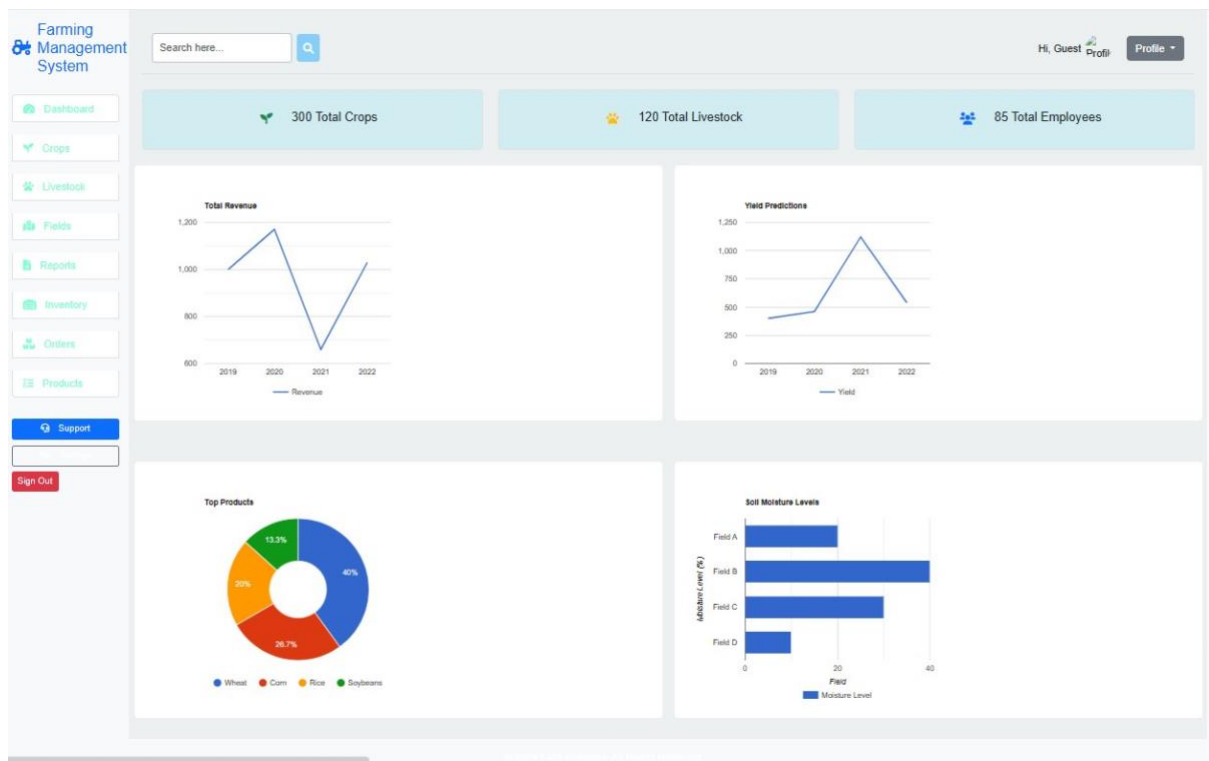 Farming
Management
System
Search here...
Hi, Guest
Profil
Profile
Dashboard
Crops
Livestock
Fields
Reports
Inventory
Orders
Products
Support
Sign Out
300 Total Crops
120 Total Livestock
85 Total Employees
Total Revenue
1,200
1,000
800
600
2019 2020 2021 2022
Revenue
Yield Predictions
1,250
1,000
750
500
250
0
2019 2020 2021 2022
Yield
Top Products
13.3%
40%
20%
26.7%
Wheat Corn Rice Soybeans
Soil Moisture Levels
Moisture Level (%)
Field A
Field B
Field C
Field D
0 20 40
Field
Moisture Level